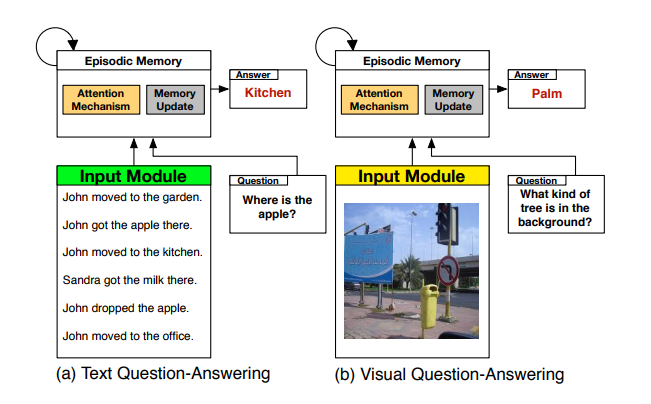 Episodic Memory
Attention
Mechanism
Memory
Update
Answer
Kitchen
Input Module
John moved to the garden.
John got the apple there.
John moved to the kitchen.
Sandra got the milk there.
John dropped the apple.
John moved to the office.
Question
Where is the
apple?
(a) Text Question-Answering
Episodic Memory
Attention
Mechanism
Memory
Update
Answer
Palm
Input Module
Question
What kind of
tree is in the
background?
(b) Visual Question-Answering